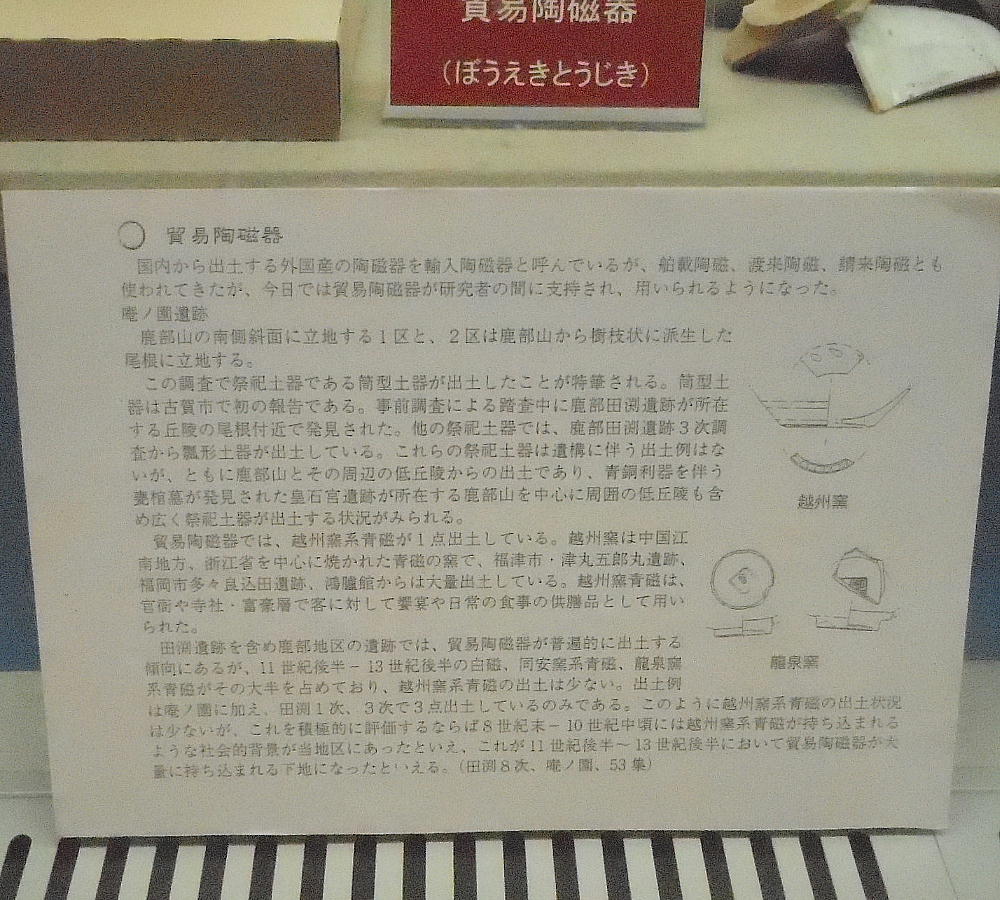 貿易陶磁器
（ぼうえきとうじき）
○ 貿易陶磁器
国内から出土する外国産の陶磁器を輸入陶磁器と呼んでいるが、舶載陶磁、渡来陶磁、請来陶磁とも
使われてきたが、今日では貿易陶磁器が研究者の間に支持され、用いられるようになった。
庵ノ園遺跡
鹿部山の南側斜面に立地する１区と、２区は鹿部山から樹枝状に派生した
尾根に立地する。
この調査で祭祀土器である筒型土器が出土したことが特筆される。筒型土
器は古賀市で初の報告である。事前調査による踏査中に鹿部田渕遺跡が所在
する丘陵の尾根付近で発見された。他の祭祀土器では、鹿部田渕遺跡３次調
査から瓢形土器が出土している。これらの祭祀土器は遺構に伴う出土例はな
いが、ともに鹿部山とその周辺の低丘陵からの出土であり、青銅利器を伴う
甕棺墓が発見された皇石宮遺跡が所在する鹿部山を中心に周囲の低丘陵も含
め広く祭祀土器が出土する状況がみられる。
貿易陶磁器では、越州窯系青磁が１点出土している。越州窯は中国江
南地方、浙江省を中心に焼かれた青磁の窯で、福津市・津丸五郎丸遺跡、
福岡市多々良込田遺跡、鴻臚館からは大量出土している。越州窯青磁は、
官衙や寺社・富豪層で客に対して饗宴や日常の食事の供膳品として用い
られた。
田渕遺跡を含め鹿部地区の遺跡では、貿易陶磁器が普遍的に出土する
傾向にあるが、11 世紀後半－13 世紀後半の白磁、同安窯系青磁、龍泉窯
系青磁がその大半を占めており、越州窯系青磁の出土は少ない。出土例
は庵ノ園に加え、田渕１次、３次で３点出土しているのみである。このように越州窯系青磁の出土状況
は少ないが、これを積極的に評価するならば８世紀末－10 世紀中頃には越州窯系青磁が持ち込まれる
ような社会的背景が当地区にあったといえ、これが 11 世紀後半～13 世紀後半において貿易陶磁器が大
量に持ち込まれる下地になったといえる。（田渕８次、庵ノ園、53 集）
越州窯
龍泉窯